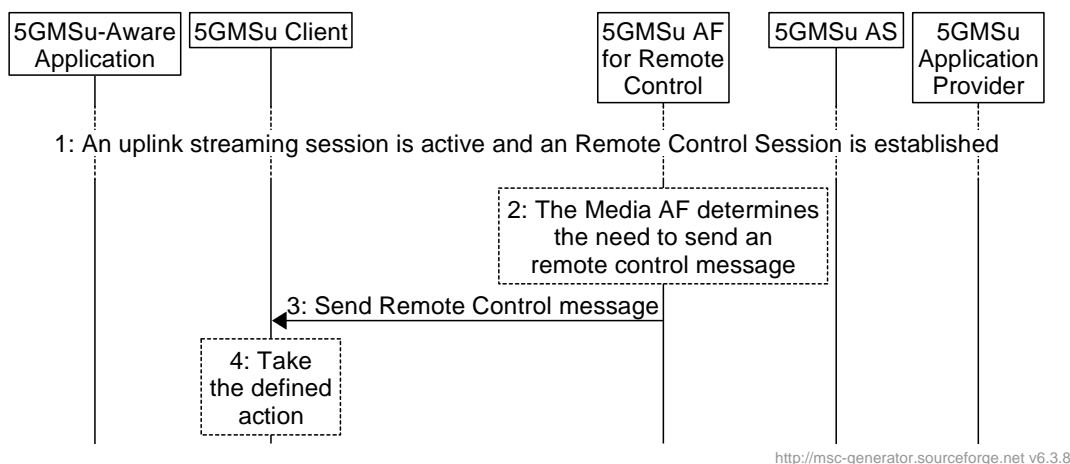 5GMSu-Aware
Application
5GMSu Client
5GMSu AF
for Remote
Control
5GMSu AS
5GMSu
Application
Provider
1: An uplink streaming session is active and an Remote Control Session is established
2: The Media AF determines
the need to send an
remote control message
3: Send Remote Control message
4: Take
the defined
action
http://msc-generator.sourceforge.net v6.3.8